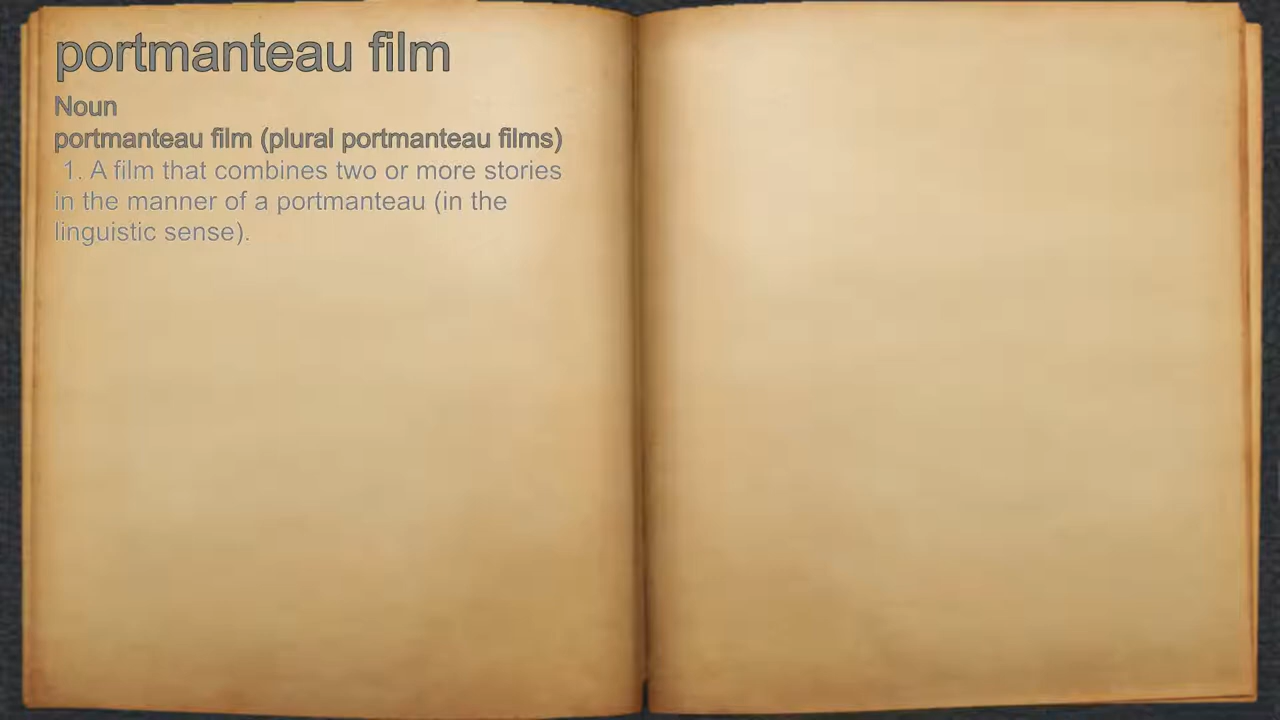 portmanteau film
Noun
portmanteau film (plural portmanteau films)
1. A film that combines two or more stories
in the manner of a portmanteau (in the
linguistic sense).